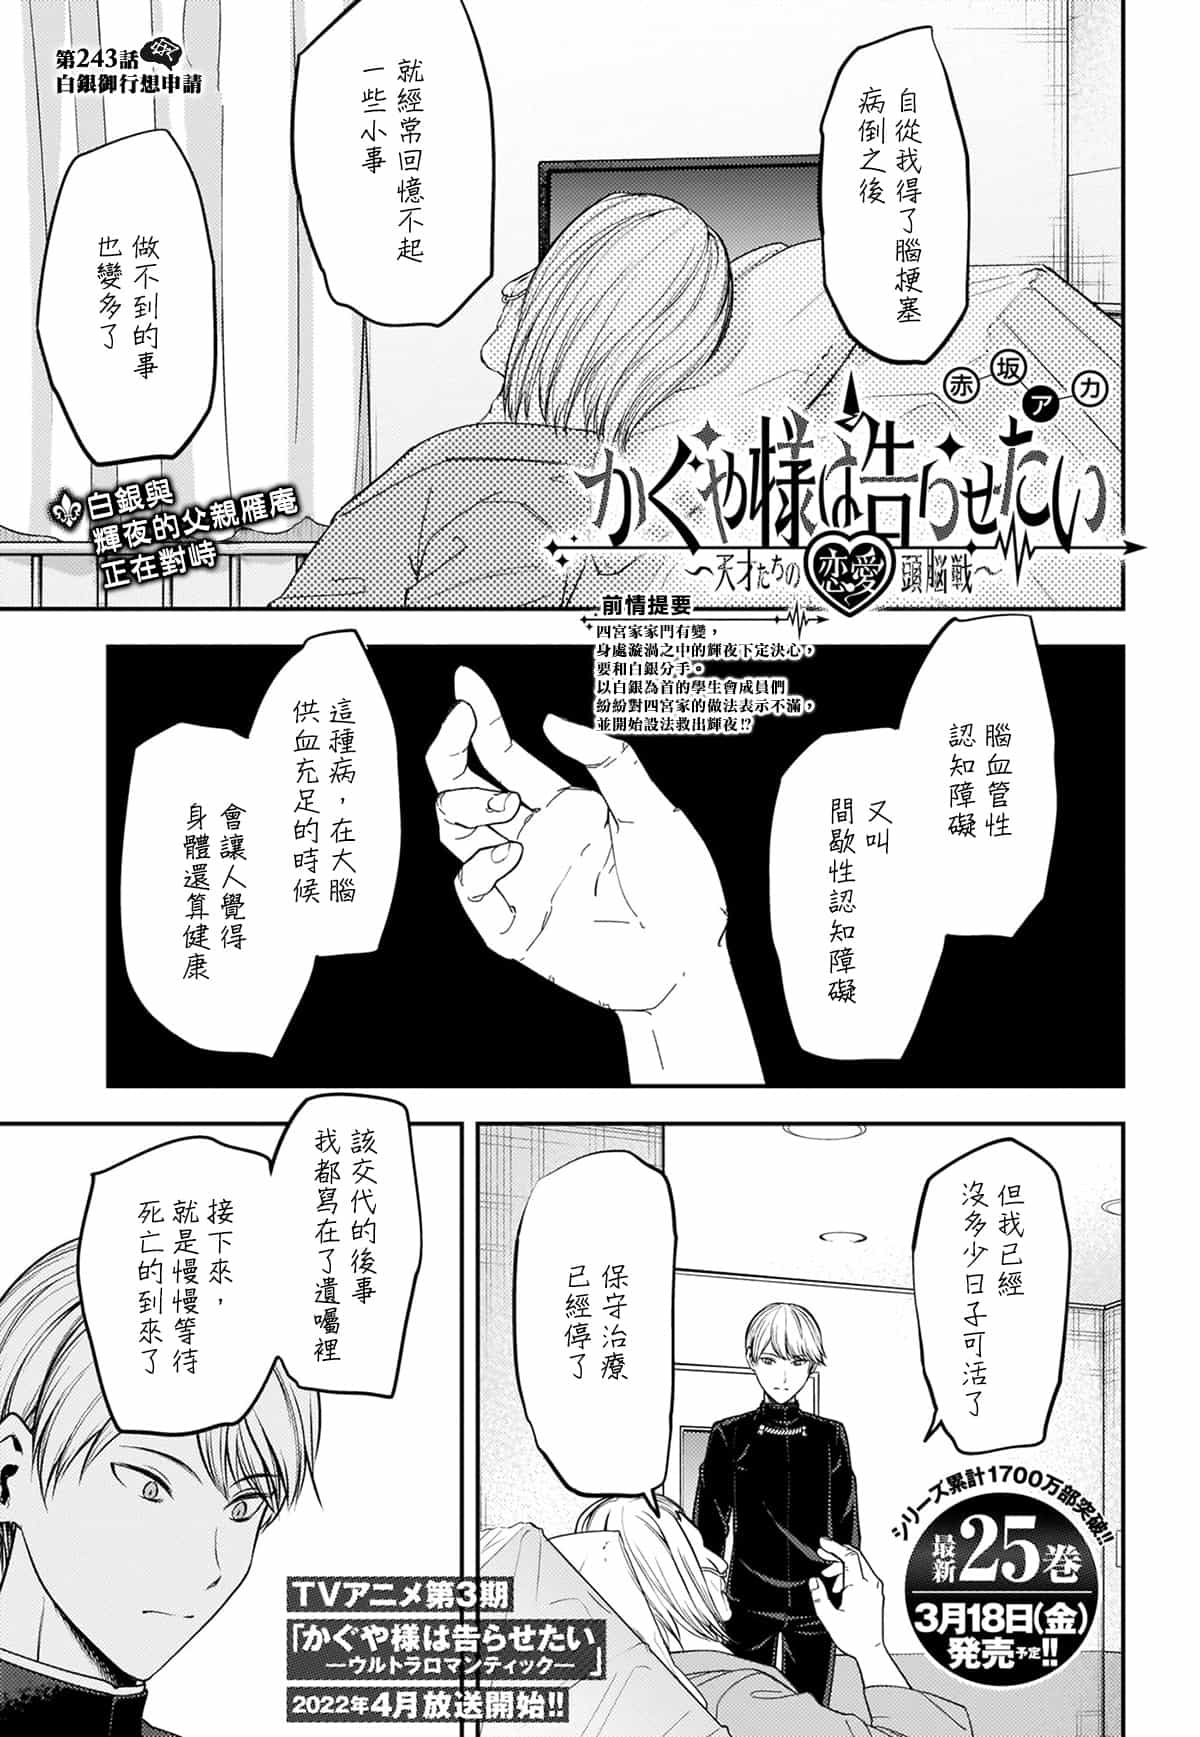 第243話
白銀御行想申請
自從我得了腦梗塞
病倒之後
就經常回憶不起
一些小事
做不到的事
也變多了
赤坂アカ
かぐや様は告らせたい
~天才たちの恋愛頭脳戦~
白銀與
輝夜的父親雁庵
正在對峙
前情提要
四宮家家門有變,
身處漩渦之中的輝夜下定決心,
要和白銀分手。
以白銀為首的學生會成員們
紛紛對四宮家的做法表示不滿,
並開始設法救出輝夜!?
腦血管性
認知障礙
又叫
間歇性認知障礙
這種病,在大腦
供血充足的時候
會讓人覺得
身體還算健康
但我已經
沒多少日子可活了
保守治療
已經停了
該交代的後事
我都寫在了遺囑裡
接下來,
就是慢慢等待
死亡的到來了
シリーズ累計1700万部突破!!
最新25巻
3月18日(金)
発売予定!!
TVアニメ第3期
「かぐや様は告らせたい
―ウルトラロマンティック―」
2022年4月放送開始!!